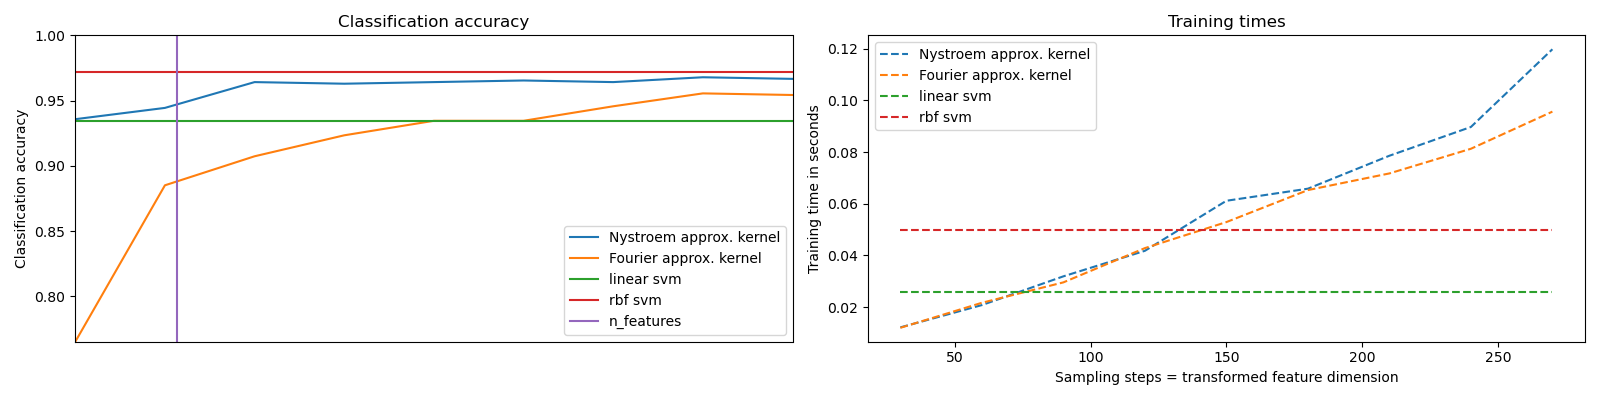 Classification accuracy
Classification accuracy
1.00
0.95
0.90
0.85
0.80
Nystroem approx. kernel
Fourier approx. kernel
linear svm
rbf svm
n_features
Training times
Training time in seconds
0.12
0.10
0.08
0.06
0.04
0.02
Nystroem approx. kernel
Fourier approx. kernel
linear svm
rbf svm
50
100
150
200
250
Sampling steps = transformed feature dimension